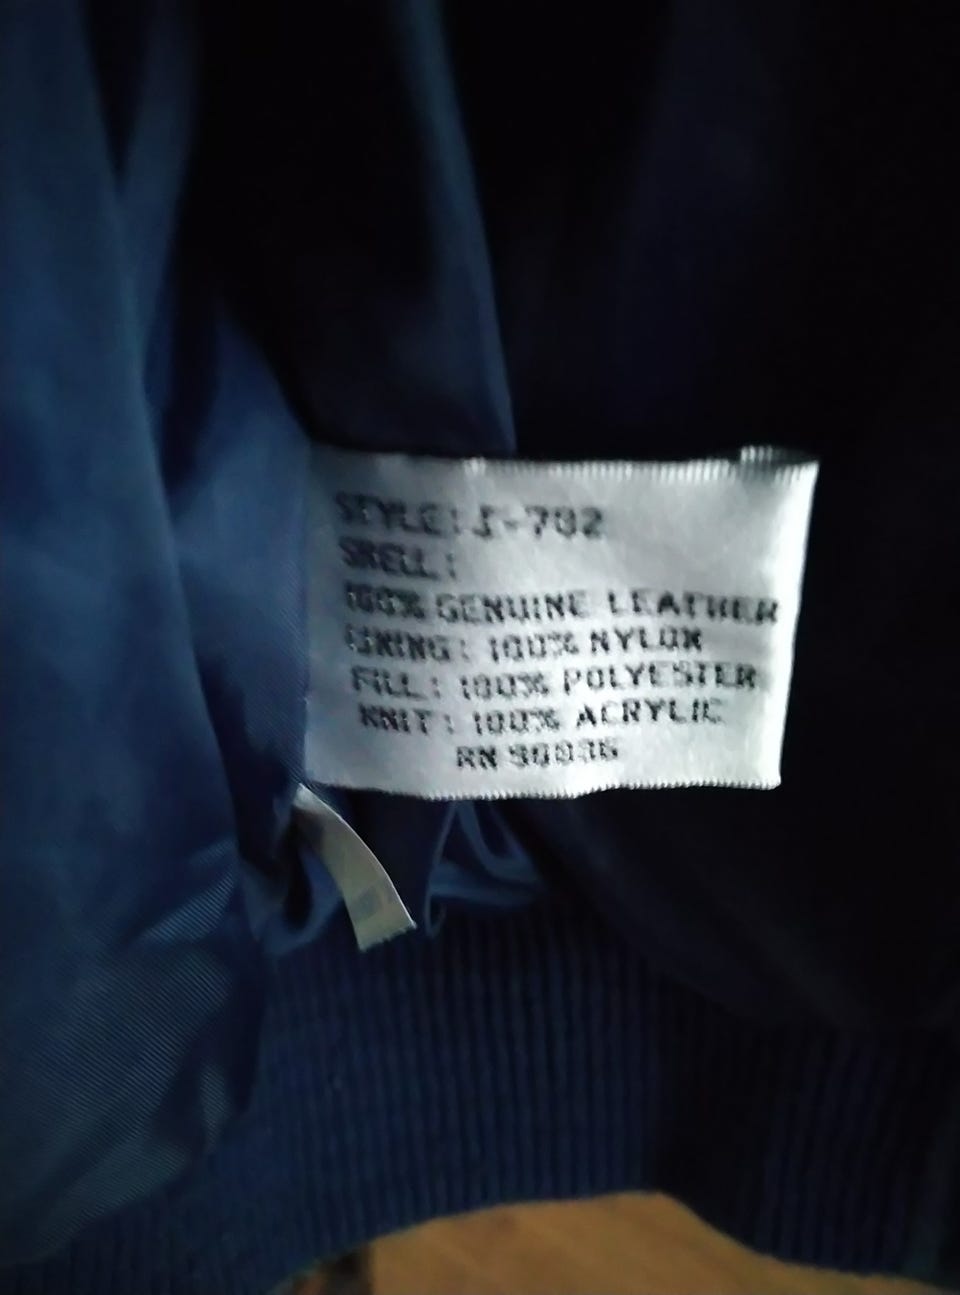 STYLE: J-702
SHELL:
100% GENUINE LEATHER
LINING: 100% NYLON
FILL: 100% POLYESTER
KNIT: 100% ACRYLIC
RN